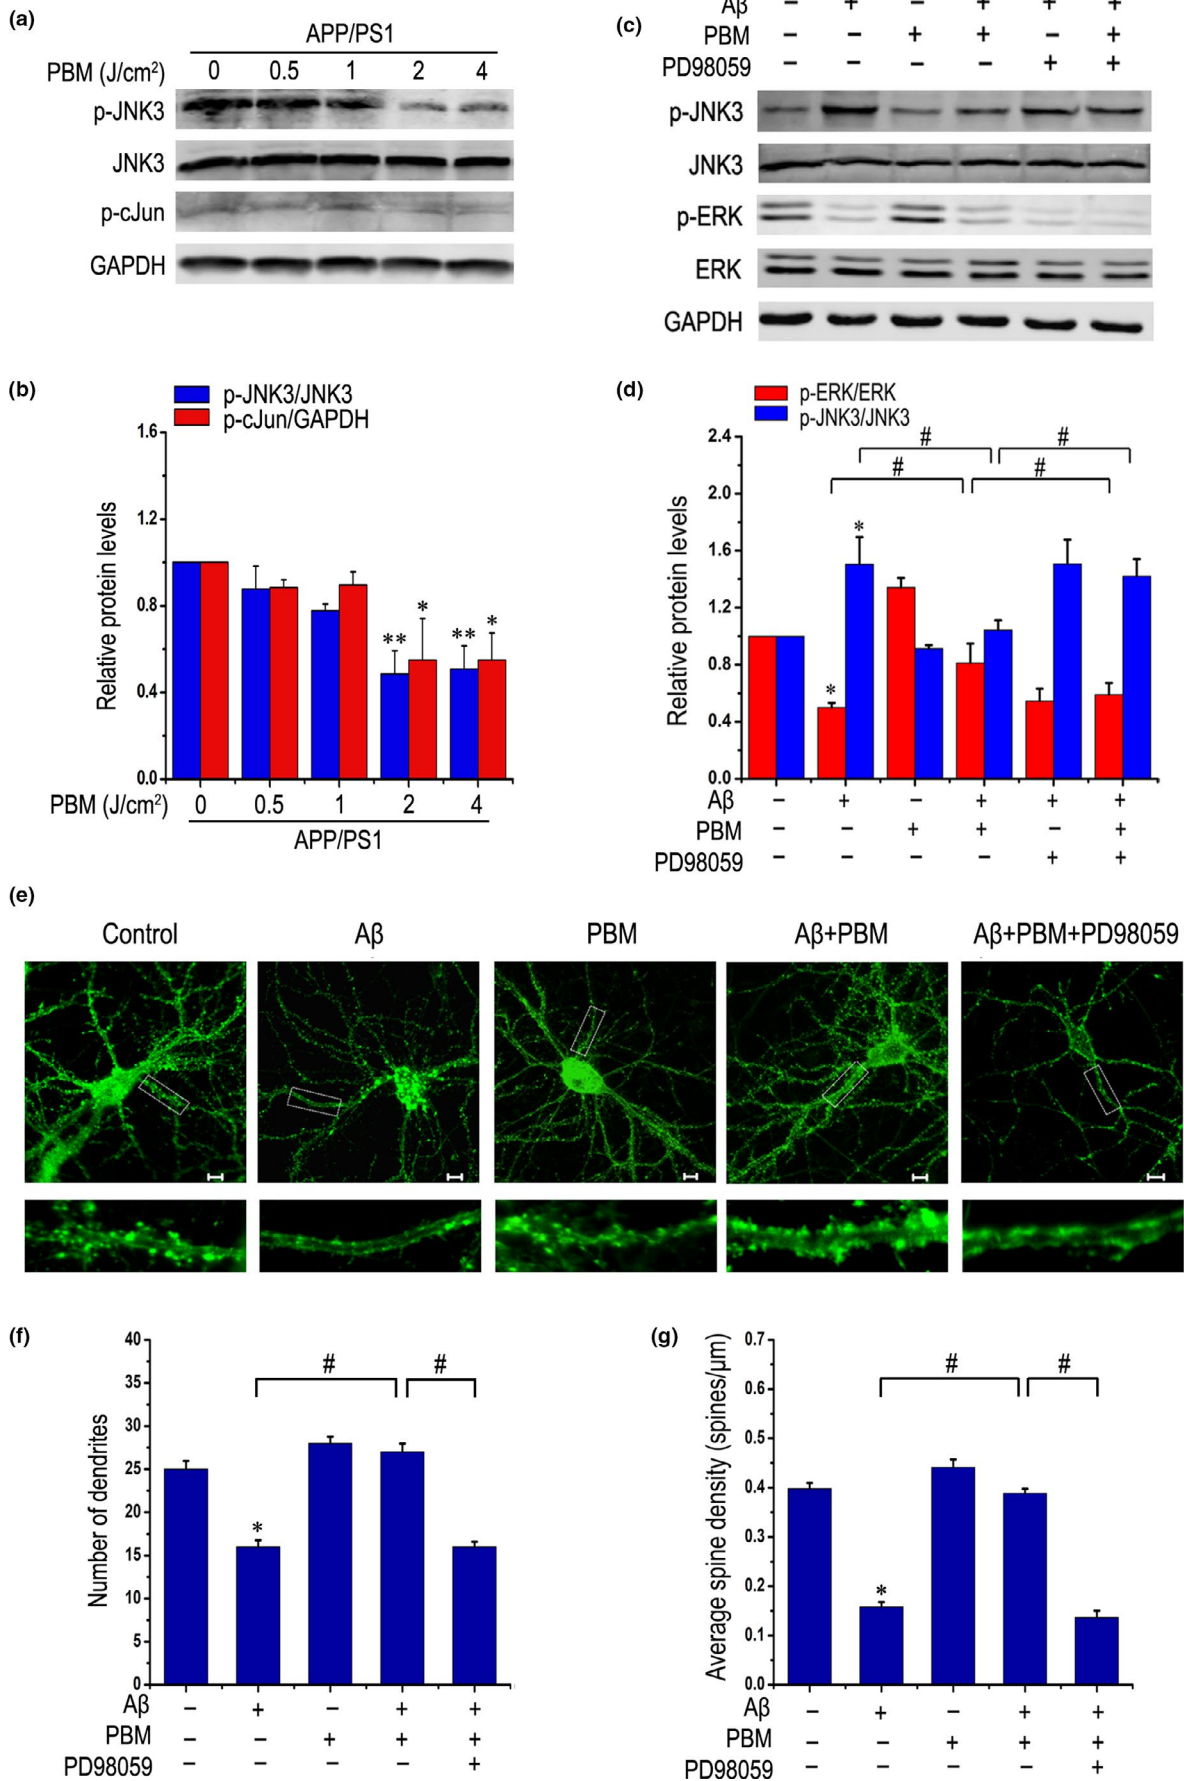 (a)
APP/PS1
PBM (J/cm²) 0 0.5 1 2 4
p-JNK3
JNK3
p-cJun
GAPDH
(c)
Aβ − + − + + +
PBM − − + + − +
PD98059 − − − − + +
p-JNK3
JNK3
p-ERK
ERK
GAPDH
(b)
p-JNK3/JNK3
p-cJun/GAPDH
Relative protein levels
1.6
1.2
0.8
0.4
0.0
** * ** *
PBM (J/cm²) 0 0.5 1 2 4
APP/PS1
(d)
p-ERK/ERK
p-JNK3/JNK3
Relative protein levels
2.4
2.0
1.6
1.2
0.8
0.4
0.0
# #
# #
*
*
Aβ − + − + + +
PBM − − + + − +
PD98059 − − − − + +
(e)
Control Aβ PBM Aβ+PBM Aβ+PBM+PD98059
(f)
Number of dendrites
40
35
30
25
20
15
10
5
0
# #
*
Aβ − + − + +
PBM − − + + +
PD98059 − − − − +
(g)
Average spine density (spines/μm)
0.7
0.6
0.5
0.4
0.3
0.2
0.1
0.0
# #
*
Aβ − + − + +
PBM − − + + +
PD98059 − − − − +